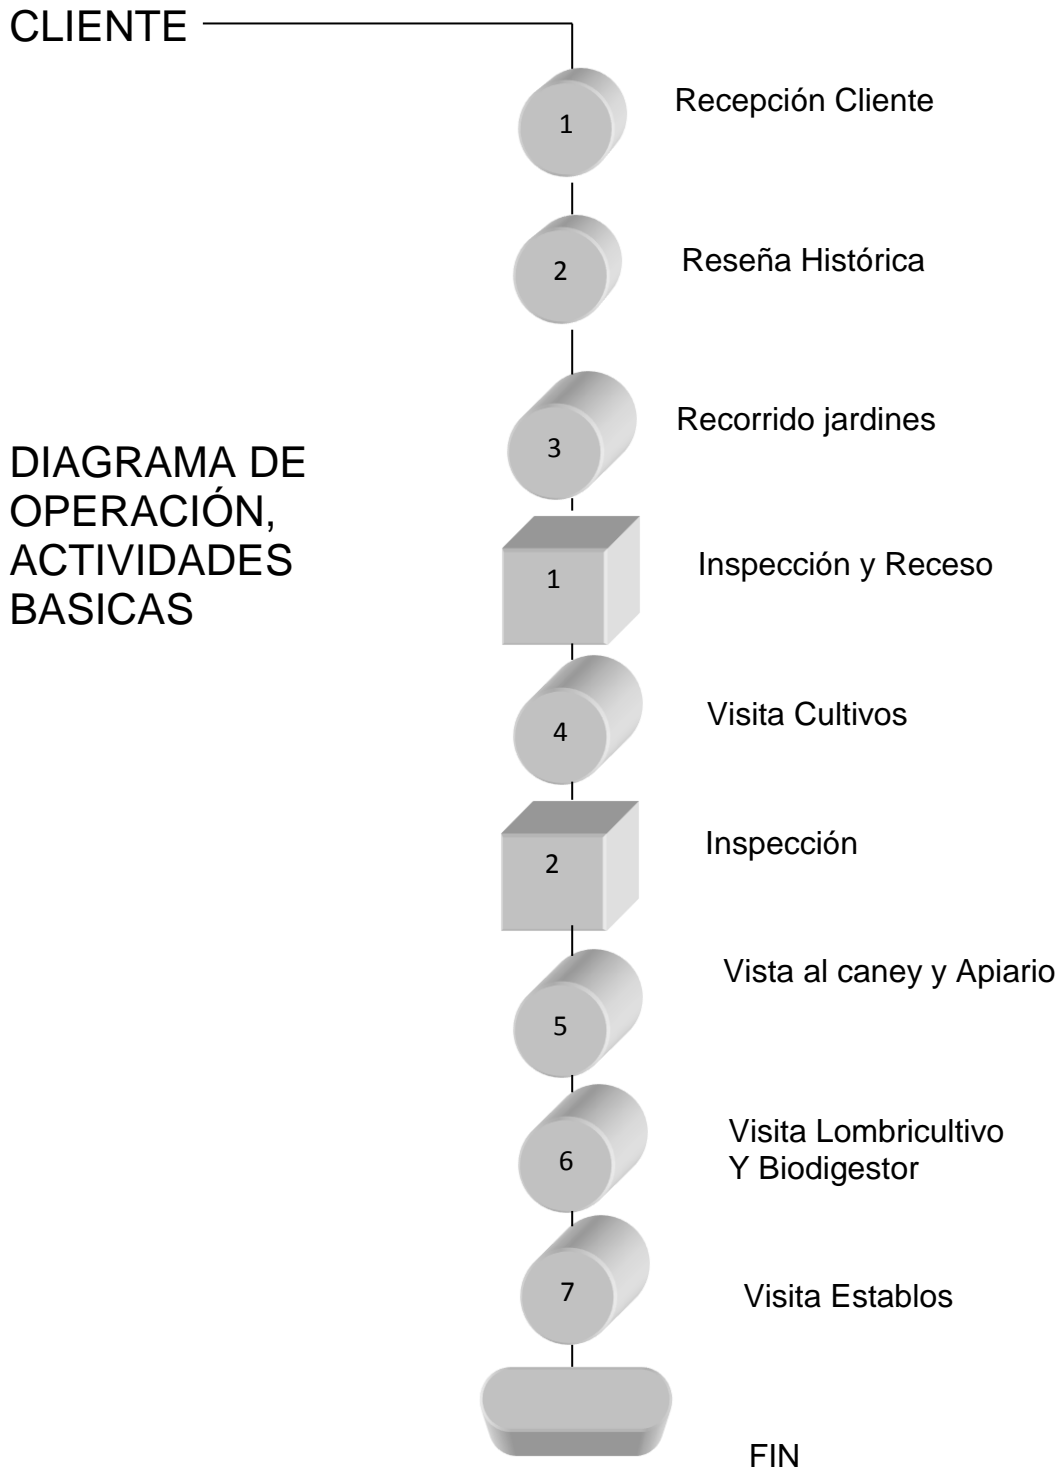 CLIENTE
1
Recepción Cliente
2
Reseña Histórica
3
Recorrido jardines
DIAGRAMA DE
OPERACIÓN,
ACTIVIDADES
BASICAS
1
Inspección y Receso
4
Visita Cultivos
2
Inspección
5
Vista al caney y Apiario
6
Visita Lombricultivo
Y Biodigestor
7
Visita Establos
FIN